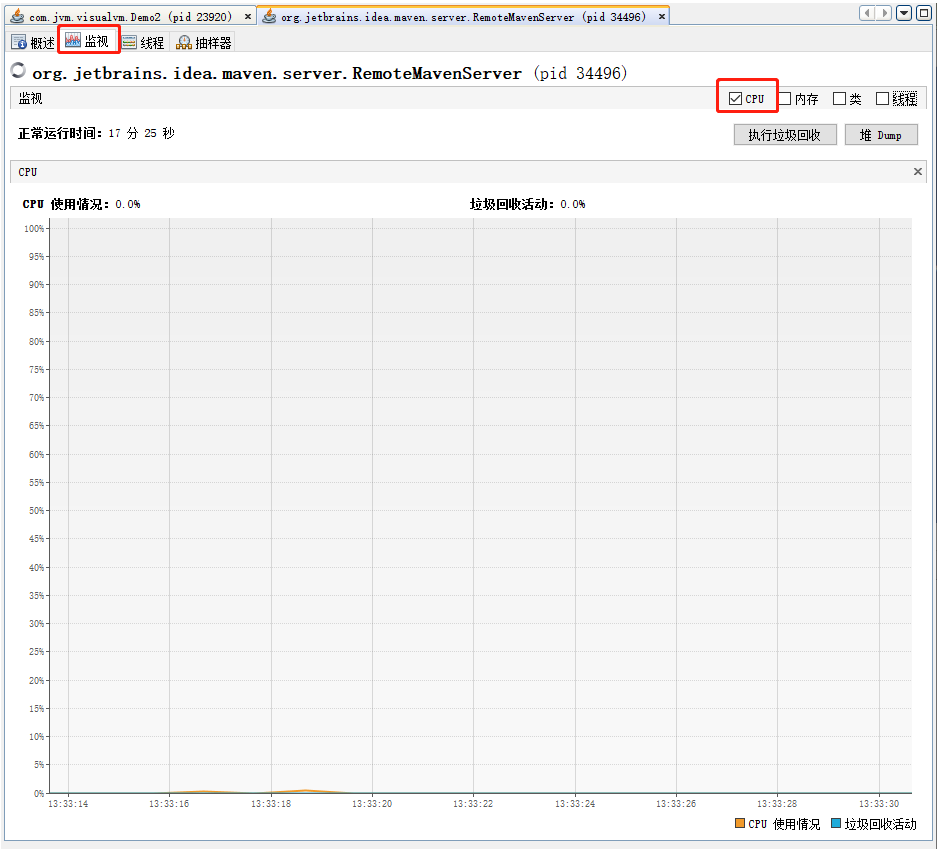 com.jvm.visualvm.Demo2 (pid 23920) × org.jetbrains.idea.maven.server.RemoteMavenServer (pid 34496) ×
概述 监视 线程 抽样器
org.jetbrains.idea.maven.server.RemoteMavenServer (pid 34496)
监视 CPU 内存 类 线程
正常运行时间: 17 分 25 秒 执行垃圾回收 堆 Dump
CPU ×
CPU 使用情况: 0.0% 垃圾回收活动: 0.0%
100%
95%
90%
85%
80%
75%
70%
65%
60%
55%
50%
45%
40%
35%
30%
25%
20%
15%
10%
5%
0%
13:33:14 13:33:16 13:33:18 13:33:20 13:33:22 13:33:24 13:33:26 13:33:28 13:33:30
CPU 使用情况 垃圾回收活动